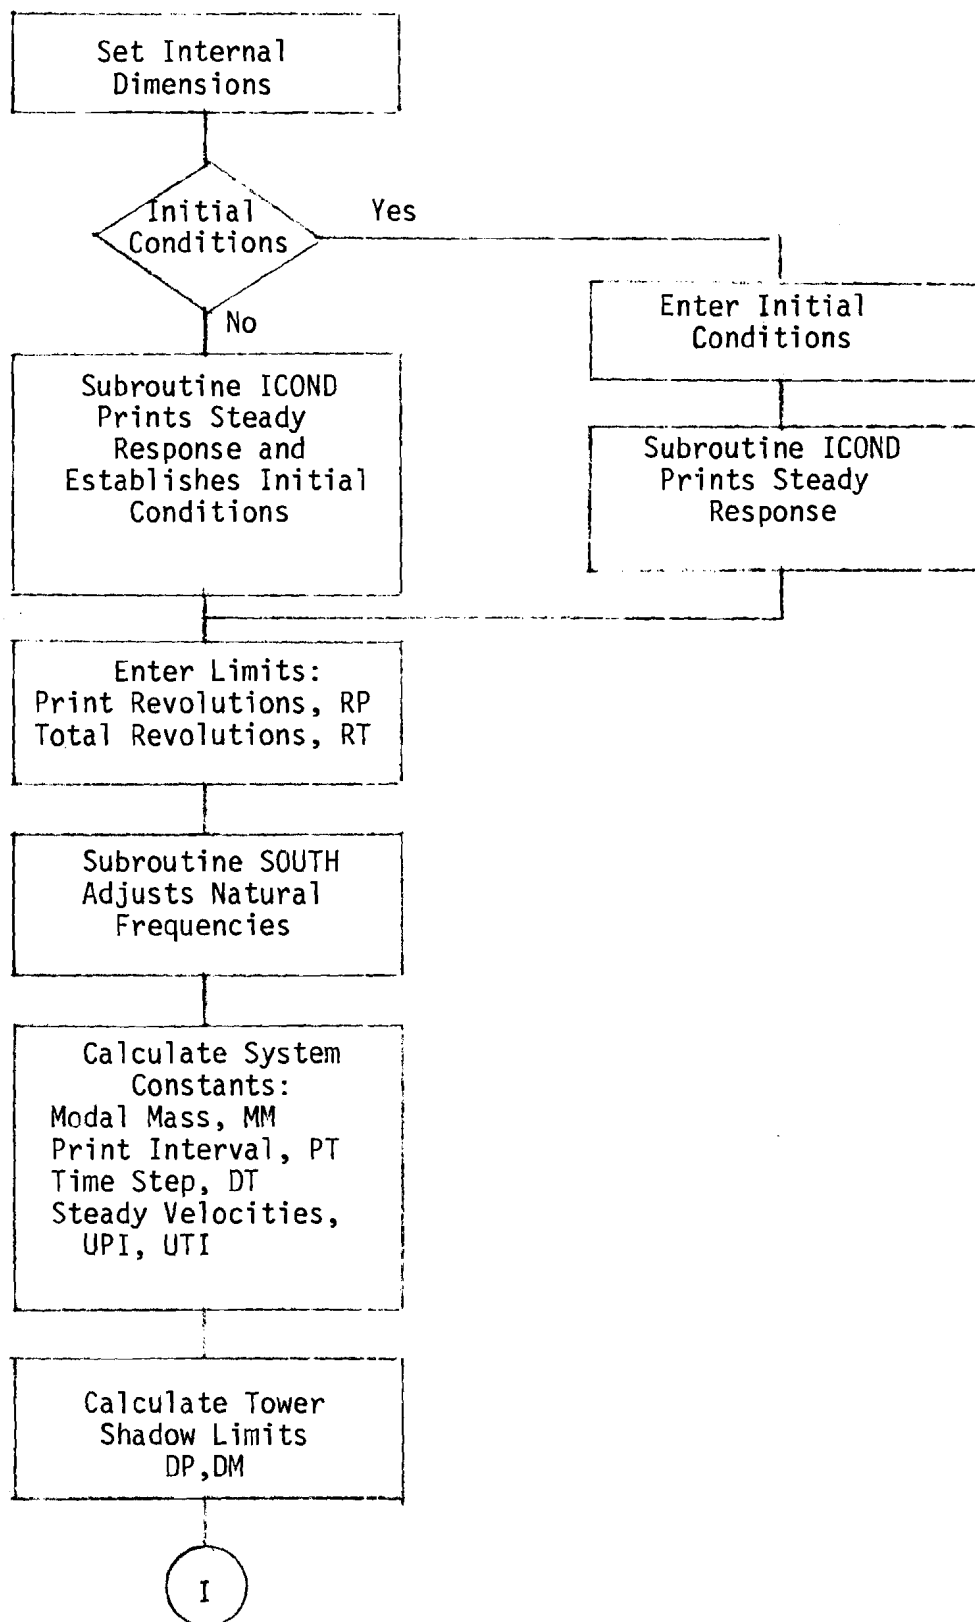 Set Internal
Dimensions
Initial
Conditions
Yes
No
Enter Initial
Conditions
Subroutine ICOND
Prints Steady
Response and
Establishes Initial
Conditions
Subroutine ICOND
Prints Steady
Response
Enter Limits:
Print Revolutions, RP
Total Revolutions, RT
Subroutine SOUTH
Adjusts Natural
Frequencies
Calculate System
Constants:
Modal Mass, MM
Print Interval, PT
Time Step, DT
Steady Velocities,
UPI, UTI
Calculate Tower
Shadow Limits
DP,DM
I